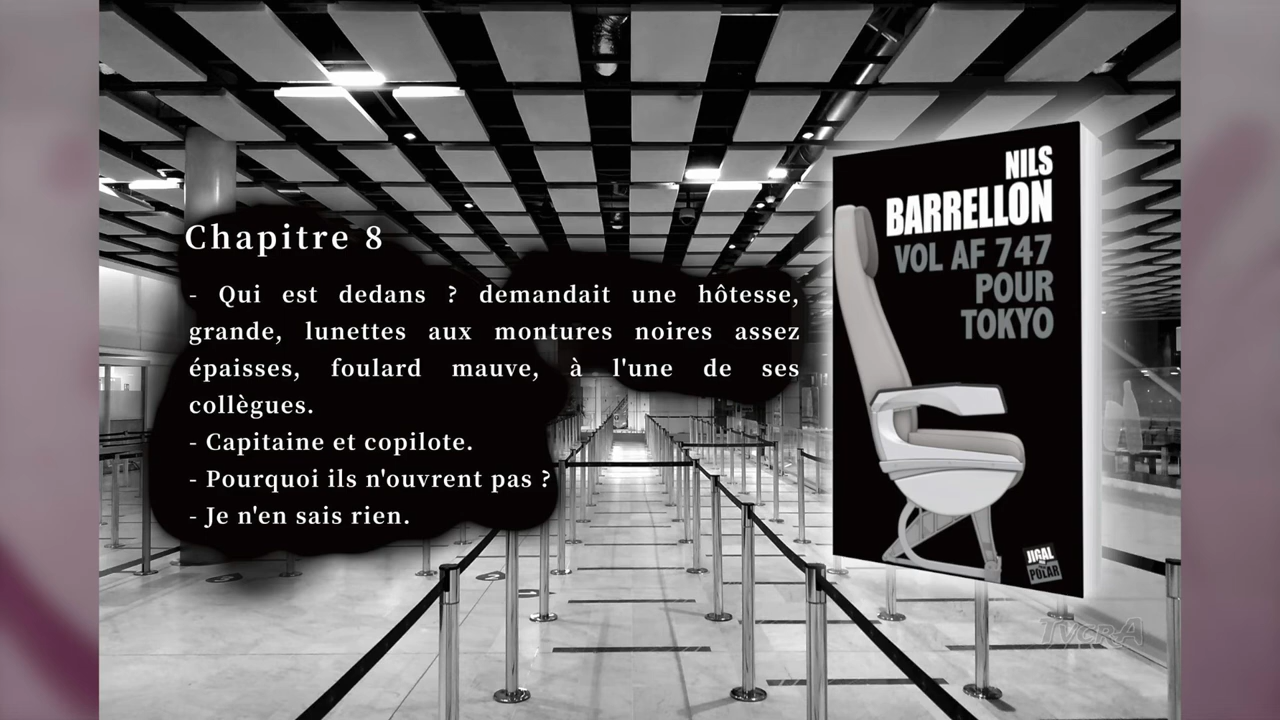 Chapitre 8
- Qui est dedans ? demandait une hôtesse,
grande, lunettes aux montures noires assez
épaisses, foulard mauve, à l'une de ses
collègues.
- Capitaine et copilote.
- Pourquoi ils n'ouvrent pas ?
- Je n'en sais rien.
NILS
BARRELLON
VOL AF 747
POUR
TOKYO
JIGAL
POLAR
TVCRA